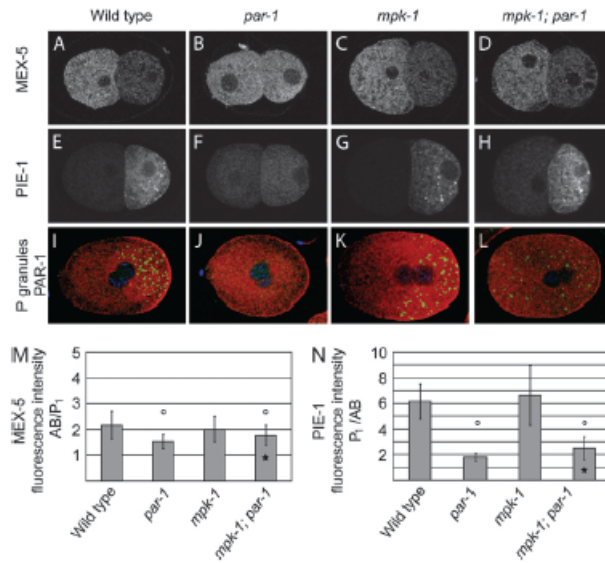 Wild type par-1 mpk-1 mpk-1; par-1
MEX-5
A B C D
PIE-1
E F G H
P granules
PAR-1
I J K L
M
MEX-5
fluorescence intensity
AB/P₁
5
4
3
2
1
Wild type
par-1
mpk-1
mpk-1; par-1
N
PIE-1
fluorescence intensity
P₁ /AB
10
8
6
4
2
Wild type
par-1
mpk-1
mpk-1; par-1